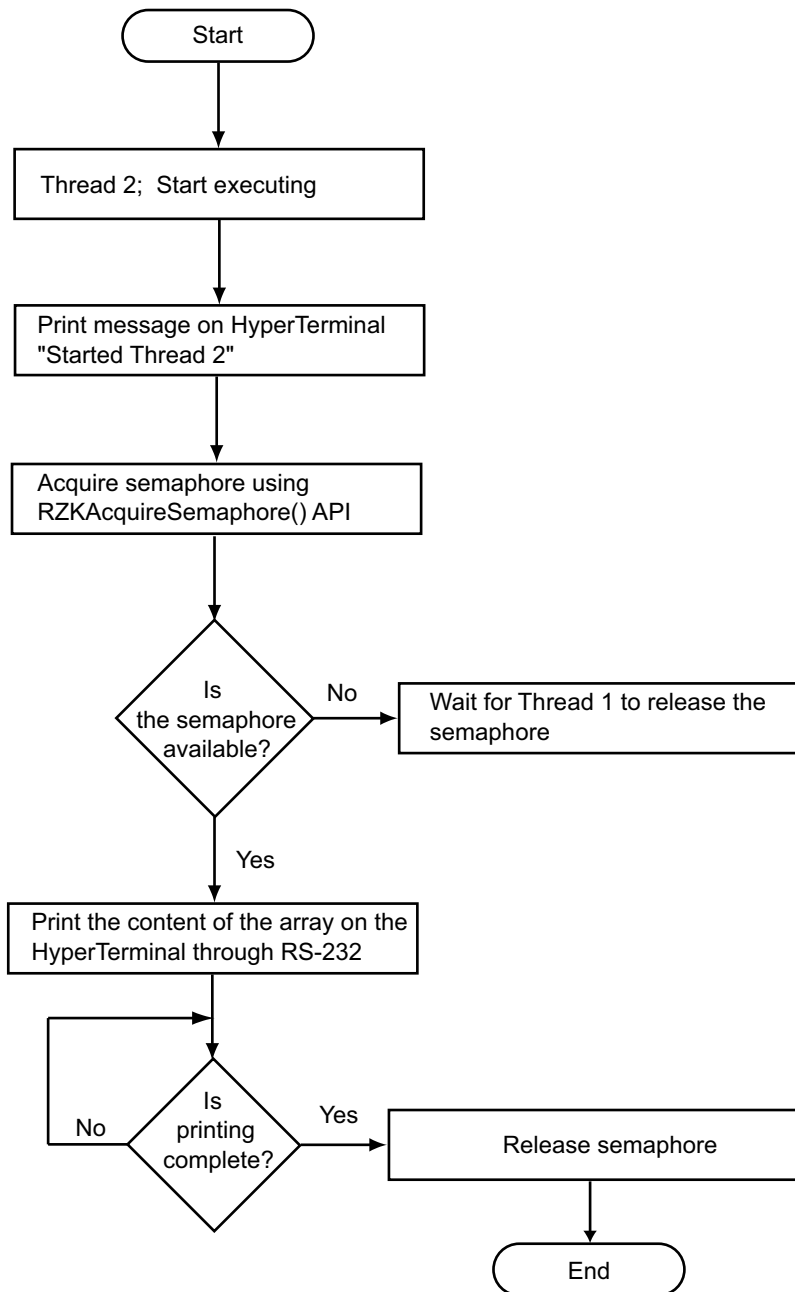 Start
Thread 2;  Start executing
Print message on HyperTerminal
"Started Thread 2"
Acquire semaphore using
RZKAcquireSemaphore() API
Is
the semaphore
available?
No
Wait for Thread 1 to release the
semaphore
Yes
Print the content of the array on the
HyperTerminal through RS-232
Is
printing
complete?
No
Yes
Release semaphore
End